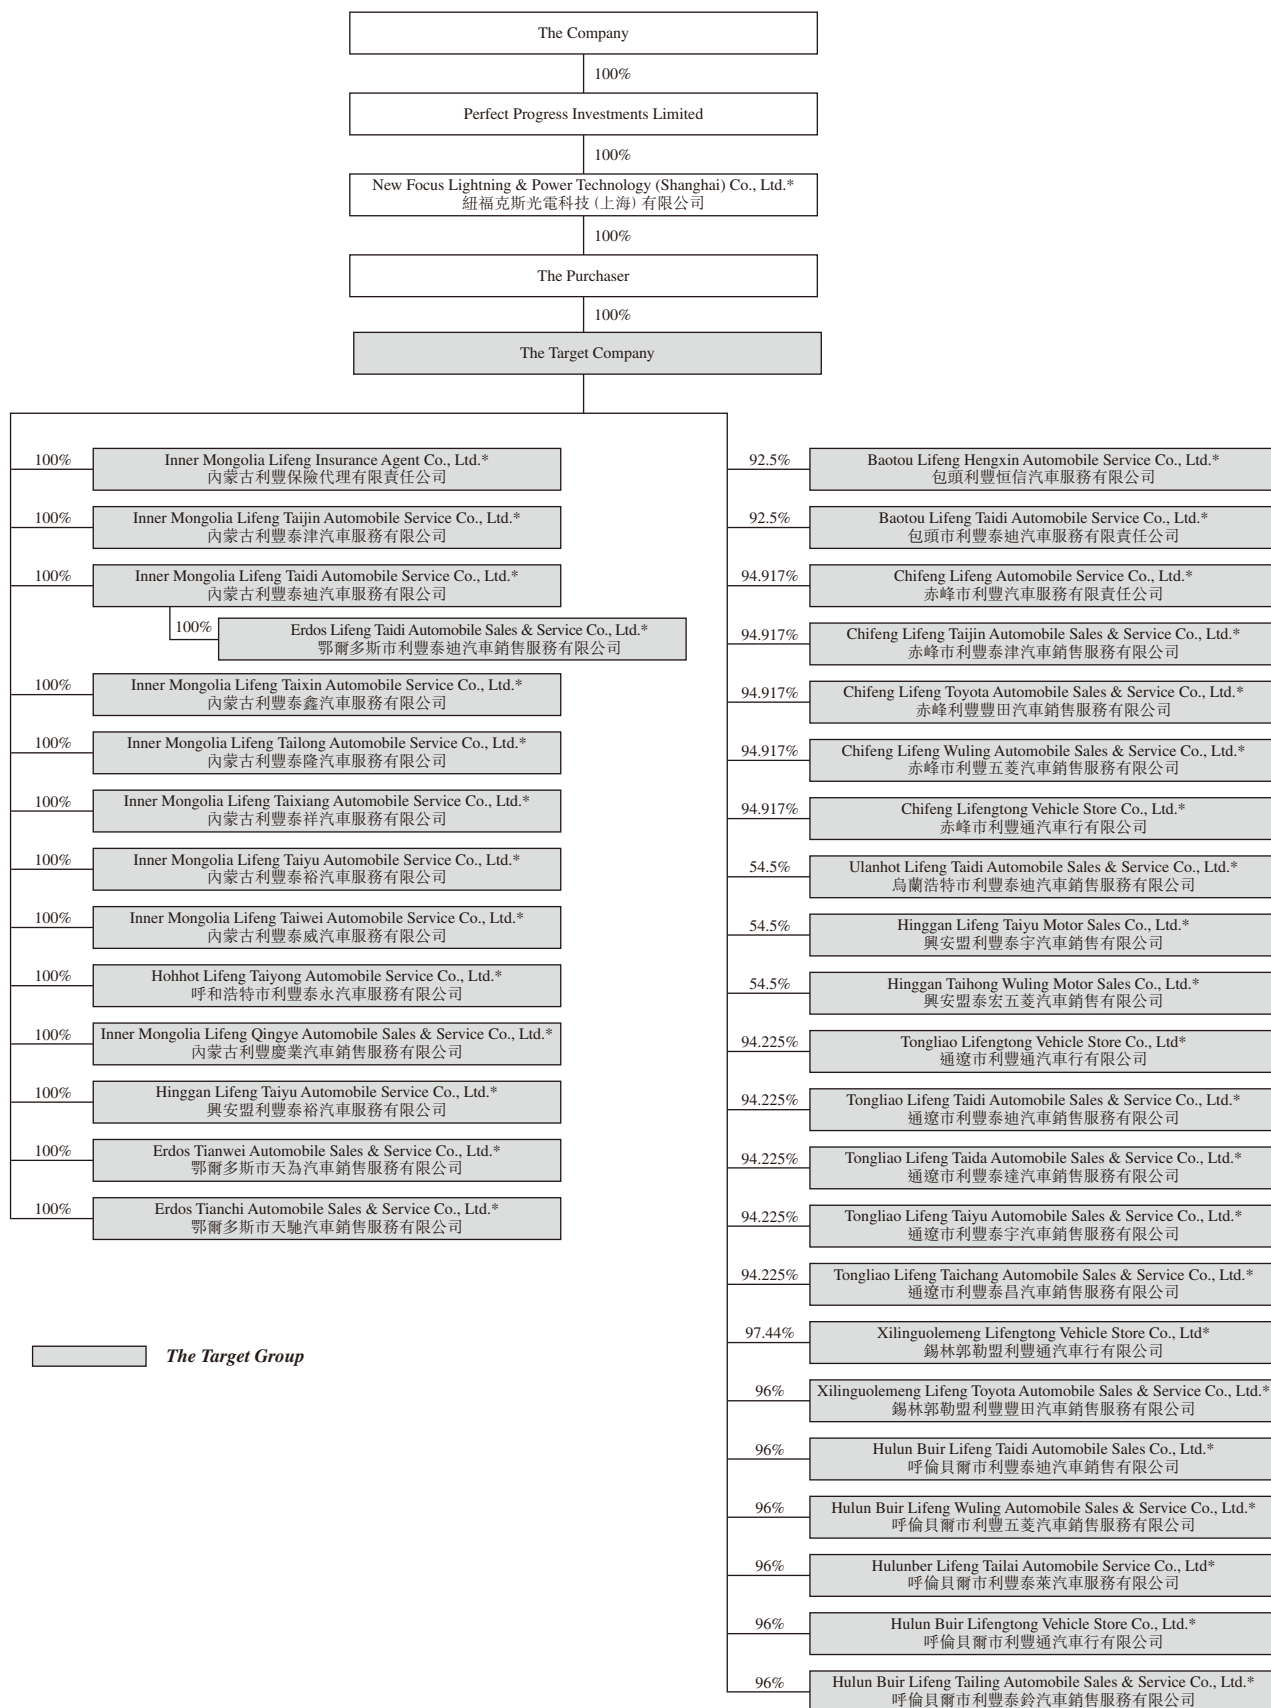 The Company
100%
Perfect Progress Investments Limited
100%
New Focus Lightning & Power Technology (Shanghai) Co., Ltd.*
紐福克斯光電科技 (上海) 有限公司
100%
The Purchaser
100%
The Target Company
100%
Inner Mongolia Lifeng Insurance Agent Co., Ltd.*
內蒙古利豐保險代理有限責任公司
100%
Inner Mongolia Lifeng Taijin Automobile Service Co., Ltd.*
內蒙古利豐泰津汽車服務有限公司
100%
Inner Mongolia Lifeng Taidi Automobile Service Co., Ltd.*
內蒙古利豐泰迪汽車服務有限公司
100%
Erdos Lifeng Taidi Automobile Sales & Service Co., Ltd.*
鄂爾多斯市利豐泰迪汽車銷售服務有限公司
100%
Inner Mongolia Lifeng Taixin Automobile Service Co., Ltd.*
內蒙古利豐泰鑫汽車服務有限公司
100%
Inner Mongolia Lifeng Tailong Automobile Service Co., Ltd.*
內蒙古利豐泰隆汽車服務有限公司
100%
Inner Mongolia Lifeng Taixiang Automobile Service Co., Ltd.*
內蒙古利豐泰祥汽車服務有限公司
100%
Inner Mongolia Lifeng Taiyu Automobile Service Co., Ltd.*
內蒙古利豐泰裕汽車服務有限公司
100%
Inner Mongolia Lifeng Taiwei Automobile Service Co., Ltd.*
內蒙古利豐泰威汽車服務有限公司
100%
Hohhot Lifeng Taiyong Automobile Service Co., Ltd.*
呼和浩特市利豐泰永汽車服務有限公司
100%
Inner Mongolia Lifeng Qingye Automobile Sales & Service Co., Ltd.*
內蒙古利豐慶業汽車銷售服務有限公司
100%
Hinggan Lifeng Taiyu Automobile Service Co., Ltd.*
興安盟利豐泰裕汽車服務有限公司
100%
Erdos Tianwei Automobile Sales & Service Co., Ltd.*
鄂爾多斯市天為汽車銷售服務有限公司
100%
Erdos Tianchi Automobile Sales & Service Co., Ltd.*
鄂爾多斯市天馳汽車銷售服務有限公司
92.5%
Baotou Lifeng Hengxin Automobile Service Co., Ltd.*
包頭利豐恒信汽車服務有限公司
92.5%
Baotou Lifeng Taidi Automobile Service Co., Ltd.*
包頭市利豐泰迪汽車服務有限責任公司
94.917%
Chifeng Lifeng Automobile Service Co., Ltd.*
赤峰市利豐汽車服務有限責任公司
94.917%
Chifeng Lifeng Taijin Automobile Sales & Service Co., Ltd.*
赤峰市利豐泰津汽車銷售服務有限公司
94.917%
Chifeng Lifeng Toyota Automobile Sales & Service Co., Ltd.*
赤峰利豐豐田汽車銷售服務有限公司
94.917%
Chifeng Lifeng Wuling Automobile Sales & Service Co., Ltd.*
赤峰市利豐五菱汽車銷售服務有限公司
94.917%
Chifeng Lifengtong Vehicle Store Co., Ltd.*
赤峰市利豐通汽車行有限公司
54.5%
Ulanhot Lifeng Taidi Automobile Sales & Service Co., Ltd.*
烏蘭浩特市利豐泰迪汽車銷售服務有限公司
54.5%
Hinggan Lifeng Taiyu Motor Sales Co., Ltd.*
興安盟利豐泰宇汽車銷售有限公司
54.5%
Hinggan Taihong Wuling Motor Sales Co., Ltd.*
興安盟泰宏五菱汽車銷售有限公司
94.225%
Tongliao Lifengtong Vehicle Store Co., Ltd*
通遼市利豐通汽車行有限公司
94.225%
Tongliao Lifeng Taidi Automobile Sales & Service Co., Ltd.*
通遼市利豐泰迪汽車銷售服務有限公司
94.225%
Tongliao Lifeng Taida Automobile Sales & Service Co., Ltd.*
通遼市利豐泰達汽車銷售服務有限公司
94.225%
Tongliao Lifeng Taiyu Automobile Sales & Service Co., Ltd.*
通遼市利豐泰宇汽車銷售服務有限公司
94.225%
Tongliao Lifeng Taichang Automobile Sales & Service Co., Ltd.*
通遼市利豐泰昌汽車銷售服務有限公司
97.44%
Xilinguolemeng Lifengtong Vehicle Store Co., Ltd*
錫林郭勒盟利豐通汽車行有限公司
96%
Xilinguolemeng Lifeng Toyota Automobile Sales & Service Co., Ltd.*
錫林郭勒盟利豐豐田汽車銷售服務有限公司
96%
Hulun Buir Lifeng Taidi Automobile Sales Co., Ltd.*
呼倫貝爾市利豐泰迪汽車銷售有限公司
96%
Hulun Buir Lifeng Wuling Automobile Sales & Service Co., Ltd.*
呼倫貝爾市利豐五菱汽車銷售服務有限公司
96%
Hulunber Lifeng Tailai Automobile Service Co., Ltd*
呼倫貝爾市利豐泰萊汽車服務有限公司
96%
Hulun Buir Lifengtong Vehicle Store Co., Ltd.*
呼倫貝爾市利豐通汽車行有限公司
96%
Hulun Buir Lifeng Tailing Automobile Sales & Service Co., Ltd.*
呼倫貝爾市利豐泰鈴汽車銷售服務有限公司
The Target Group